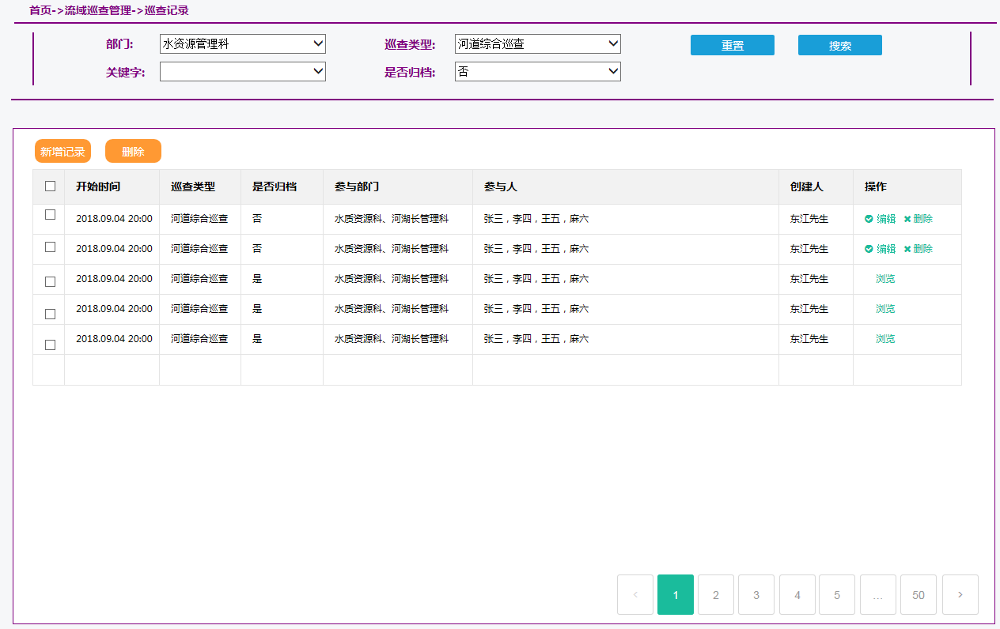 首页->流域巡查管理->巡查记录
部门: 水资源管理科 巡查类型: 河道综合巡查 重置 搜索
关键字: 是否归档: 否
新增记录 删除
开始时间 巡查类型 是否归档 参与部门 参与人 创建人 操作
2018.09.04 20:00 河道综合巡查 否 水质资源科、河湖长管理科 张三，李四，王五，麻六 东江先生 编辑 删除
2018.09.04 20:00 河道综合巡查 否 水质资源科、河湖长管理科 张三，李四，王五，麻六 东江先生 编辑 删除
2018.09.04 20:00 河道综合巡查 是 水质资源科、河湖长管理科 张三，李四，王五，麻六 东江先生 浏览
2018.09.04 20:00 河道综合巡查 是 水质资源科、河湖长管理科 张三，李四，王五，麻六 东江先生 浏览
2018.09.04 20:00 河道综合巡查 是 水质资源科、河湖长管理科 张三，李四，王五，麻六 东江先生 浏览
< 1 2 3 4 5 ... 50 >